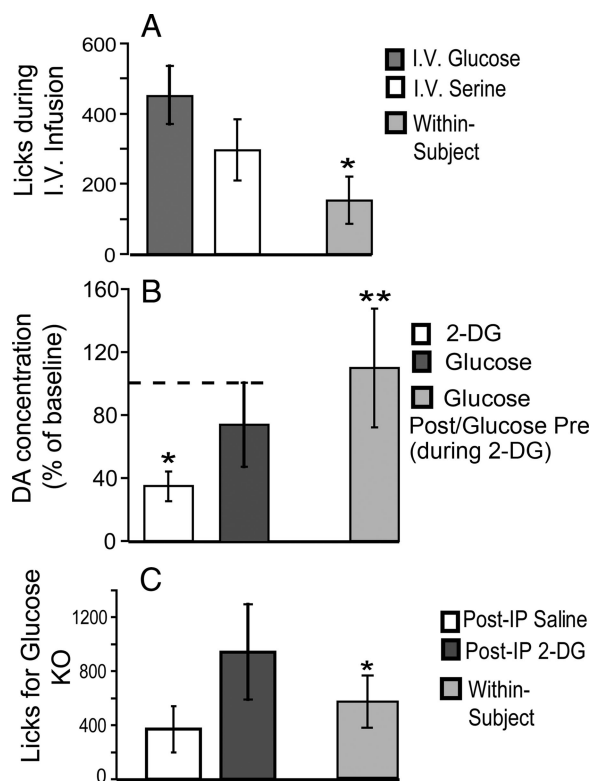 A
600
400
200
0
Licks during
I.V. Infusion
*
I.V. Glucose
I.V. Serine
Within-
Subject
B
160
120
80
40
0
DA concentration
(% of baseline)
*
**
2-DG
Glucose
Glucose
Post/Glucose Pre
(during 2-DG)
C
1200
800
400
0
Licks for Glucose
KO
*
Post-IP Saline
Post-IP 2-DG
Within-
Subject